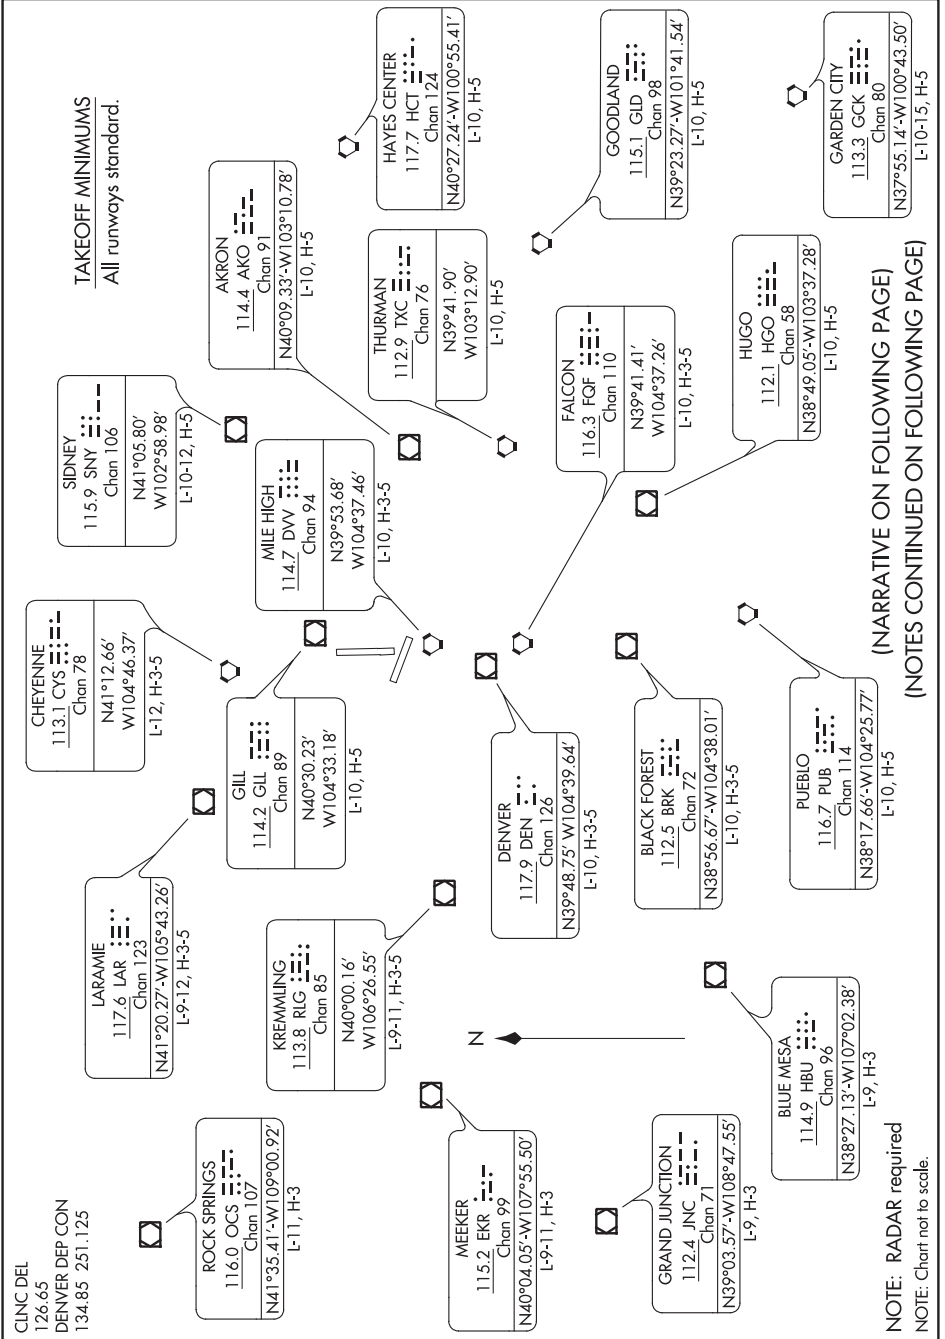 CLNC DEL
126.65
DENVER DEP CON
134.85 251.125
TAKEOFF MINIMUMS
All runways standard.
ROCK SPRINGS
116.0 OCS
Chan 107
N41°35.41'-W109°00.92'
L-11, H-3
LARAMIE
117.6 LAR
Chan 123
N41°20.27'-W105°43.26'
L-9-12, H-3-5
CHEYENNE
113.1 CYS
Chan 78
N41°12.66'
W104°46.37'
L-12, H-3-5
SIDNEY
115.9 SNY
Chan 106
N41°05.80'
W102°58.98'
L-10-12, H-5
KREMMLING
113.8 RLG
Chan 85
N40°00.16'
W106°26.55'
L-9-11, H-3-5
GILL
114.2 GLL
Chan 89
N40°30.23'
W104°33.18'
L-10, H-5
MILE HIGH
114.7 DVV
Chan 94
N39°53.68'
W104°37.46'
L-10, H-3-5
AKRON
114.4 AKO
Chan 91
N40°09.33'-W103°10.78'
L-10, H-5
HAYES CENTER
117.7 HCT
Chan 124
N40°27.24'-W100°55.41'
L-10, H-5
THURMAN
112.9 TXC
Chan 76
N39°41.90'
W103°12.90'
L-10, H-5
MEEKER
115.2 EKR
Chan 99
N40°04.05'-W107°55.50'
L-9-11, H-3
N
DENVER
117.9 DEN
Chan 126
N39°48.75' W104°39.64'
L-10, H-3-5
FALCON
116.3 FQF
Chan 110
N39°41.41'
W104°37.26'
L-10, H-3-5
GOODLAND
115.1 GLD
Chan 98
N39°23.27'-W101°41.54'
L-10, H-5
GRAND JUNCTION
112.4 JNC
Chan 71
N39°03.57'-W108°47.55'
L-9, H-3
BLACK FOREST
112.5 BRK
Chan 72
N38°56.67'-W104°38.01'
L-10, H-3-5
HUGO
112.1 HGO
Chan 58
N38°49.05'-W103°37.28'
L-10, H-5
BLUE MESA
114.9 HBU
Chan 96
N38°27.13'-W107°02.38'
L-9, H-3
PUEBLO
116.7 PUB
Chan 114
N38°17.66'-W104°25.77'
L-10, H-5
GARDEN CITY
113.3 GCK
Chan 80
N37°55.14'-W100°43.50'
L-10-15, H-5
NOTE: RADAR required
NOTE: Chart not to scale.
(NARRATIVE ON FOLLOWING PAGE)
(NOTES CONTINUED ON FOLLOWING PAGE)